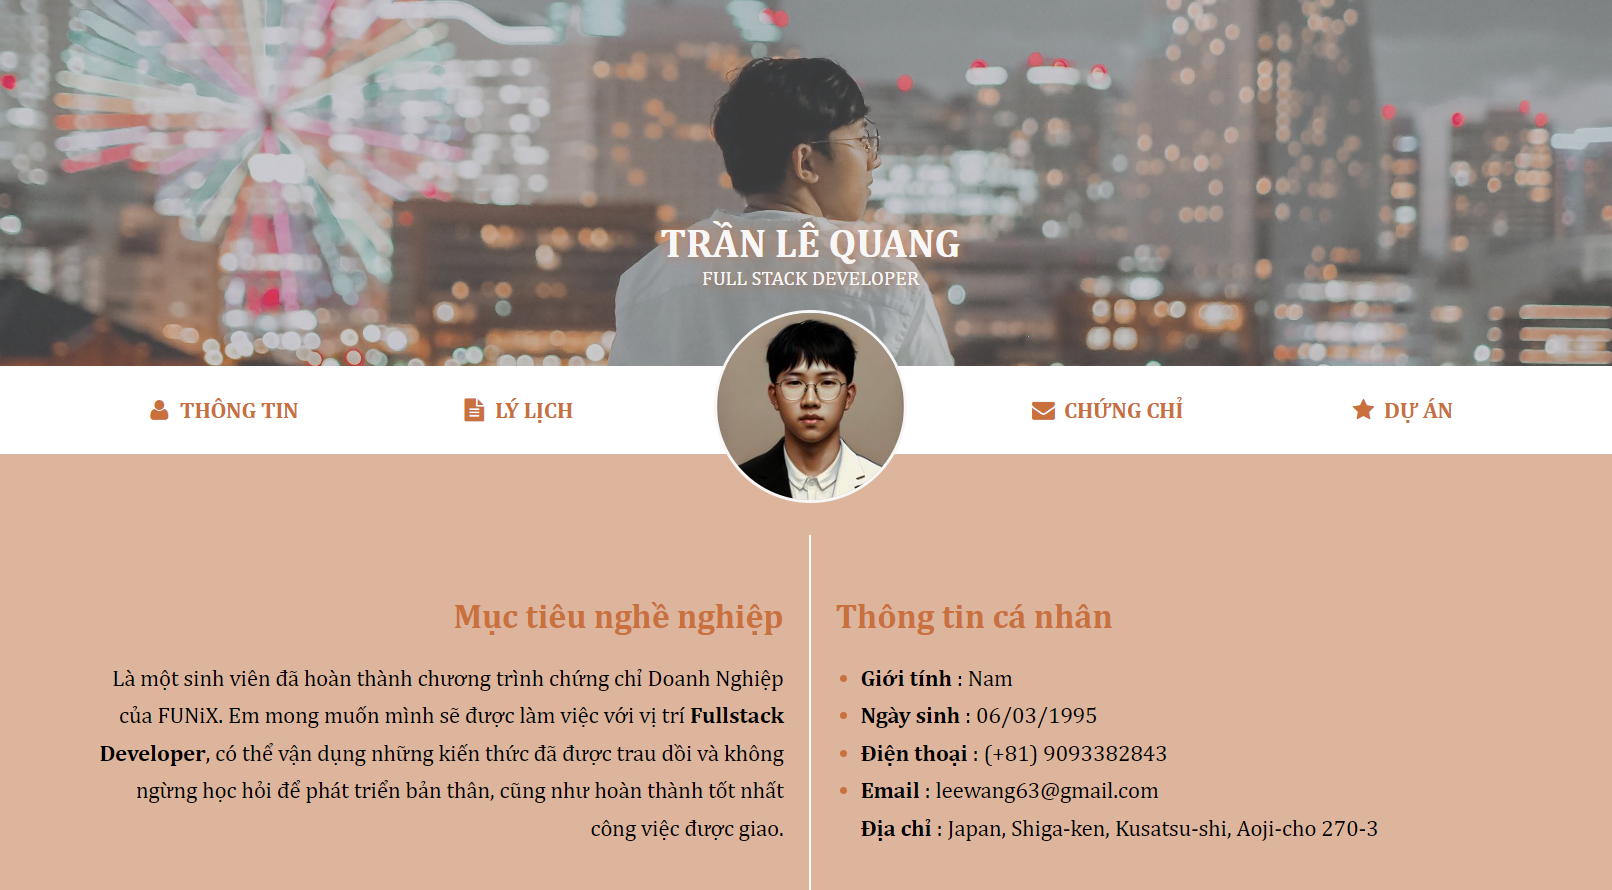 TRẦN LÊ QUANG
FULL STACK DEVELOPER
THÔNG TIN
LÝ LỊCH
CHỨNG CHỈ
DỰ ÁN
Mục tiêu nghề nghiệp
Là một sinh viên đã hoàn thành chương trình chứng chỉ Doanh Nghiệp
của FUNiX. Em mong muốn mình sẽ được làm việc với vị trí Fullstack
Developer, có thể vận dụng những kiến thức đã được trau dồi và không
ngừng học hỏi để phát triển bản thân, cũng như hoàn thành tốt nhất
công việc được giao.
Thông tin cá nhân
Giới tính : Nam
Ngày sinh : 06/03/1995
Điện thoại : (+81) 9093382843
Email : leewang63@gmail.com
Địa chỉ : Japan, Shiga-ken, Kusatsu-shi, Aoji-cho 270-3